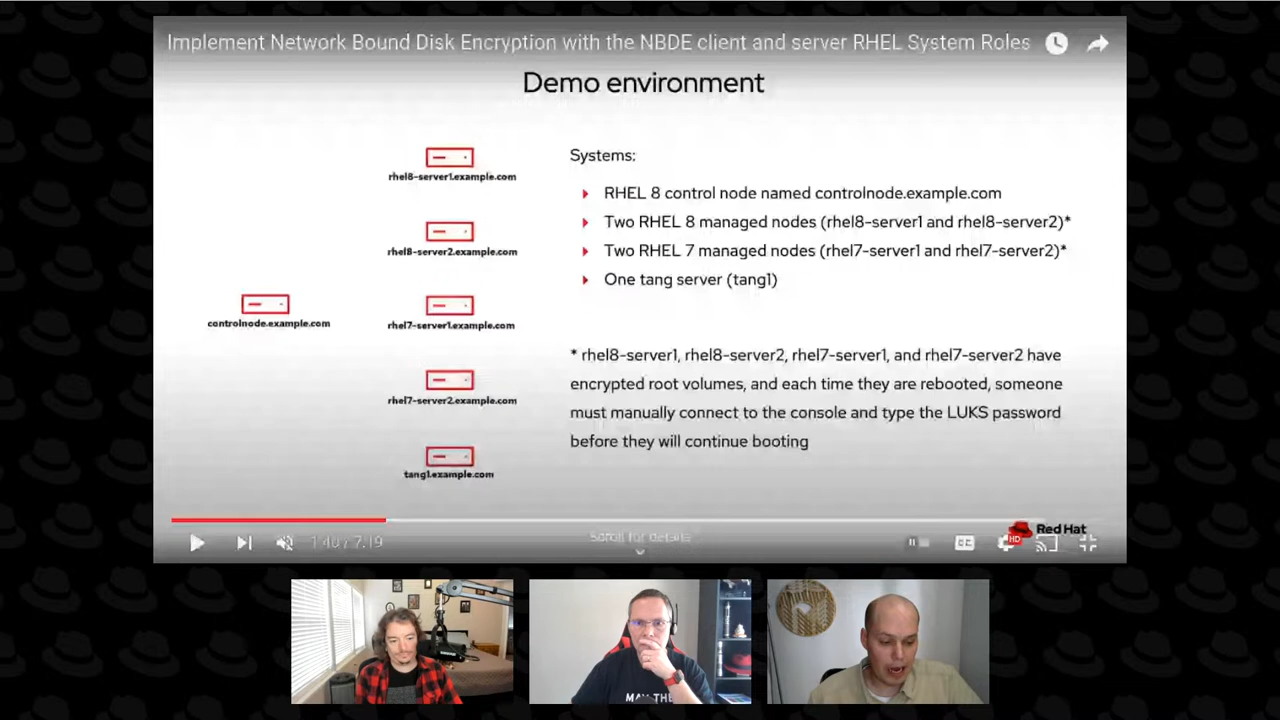 Implement Network Bound Disk Encryption with the NBDE client and server RHEL System Roles
Demo environment
rhel8-server1.example.com
rhel8-server2.example.com
controlnode.example.com
rhel7-server1.example.com
rhel7-server2.example.com
tang1.example.com
Systems:
RHEL 8 control node named controlnode.example.com
Two RHEL 8 managed nodes (rhel8-server1 and rhel8-server2)*
Two RHEL 7 managed nodes (rhel7-server1 and rhel7-server2)*
One tang server (tang1)
* rhel8-server1, rhel8-server2, rhel7-server1, and rhel7-server2 have
encrypted root volumes, and each time they are rebooted, someone
must manually connect to the console and type the LUKS password
before they will continue booting
Red Hat
1:40 / 7:19
Scroll for details
CC
HD
MAY THE